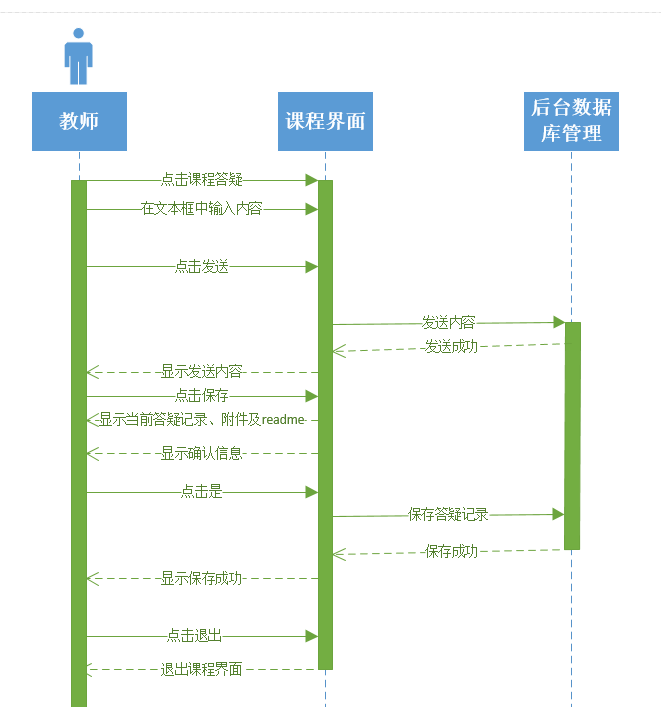 教师
课程界面
后台数据
库管理
点击课程答疑
在文本框中输入内容
点击发送
发送内容
发送成功
显示发送内容
点击保存
显示当前答疑记录、附件及readme
显示确认信息
点击是
保存答疑记录
保存成功
显示保存成功
点击退出
退出课程界面